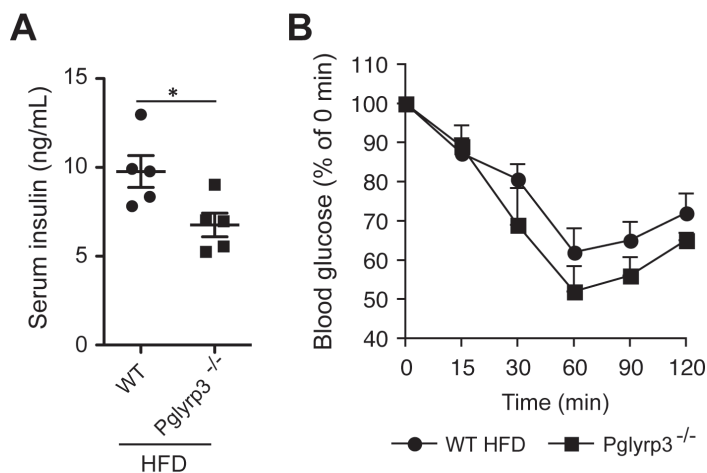 A
Serum insulin (ng/mL)
15
10
5
0
*
WT
Pglyrp3 -/-
HFD
B
Blood glucose (% of 0 min)
110
100
90
80
70
60
50
40
0 15 30 60 90 120
Time (min)
WT HFD Pglyrp3 -/-